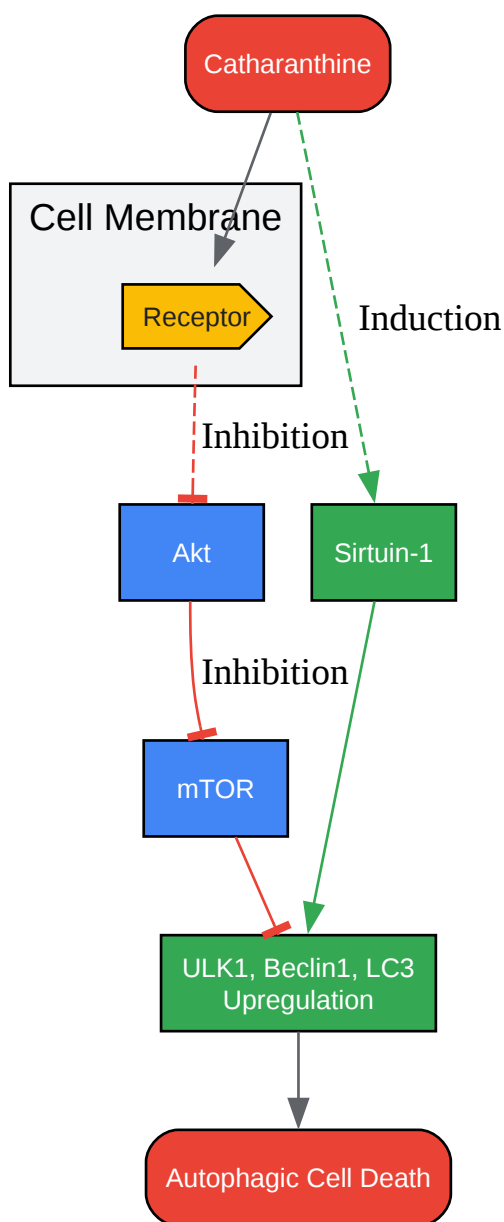 Catharanthine
Cell Membrane
Receptor
Induction
Inhibition
Akt
Sirtuin-1
Inhibition
mTOR
ULK1, Beclin1, LC3
Upregulation
Autophagic Cell Death